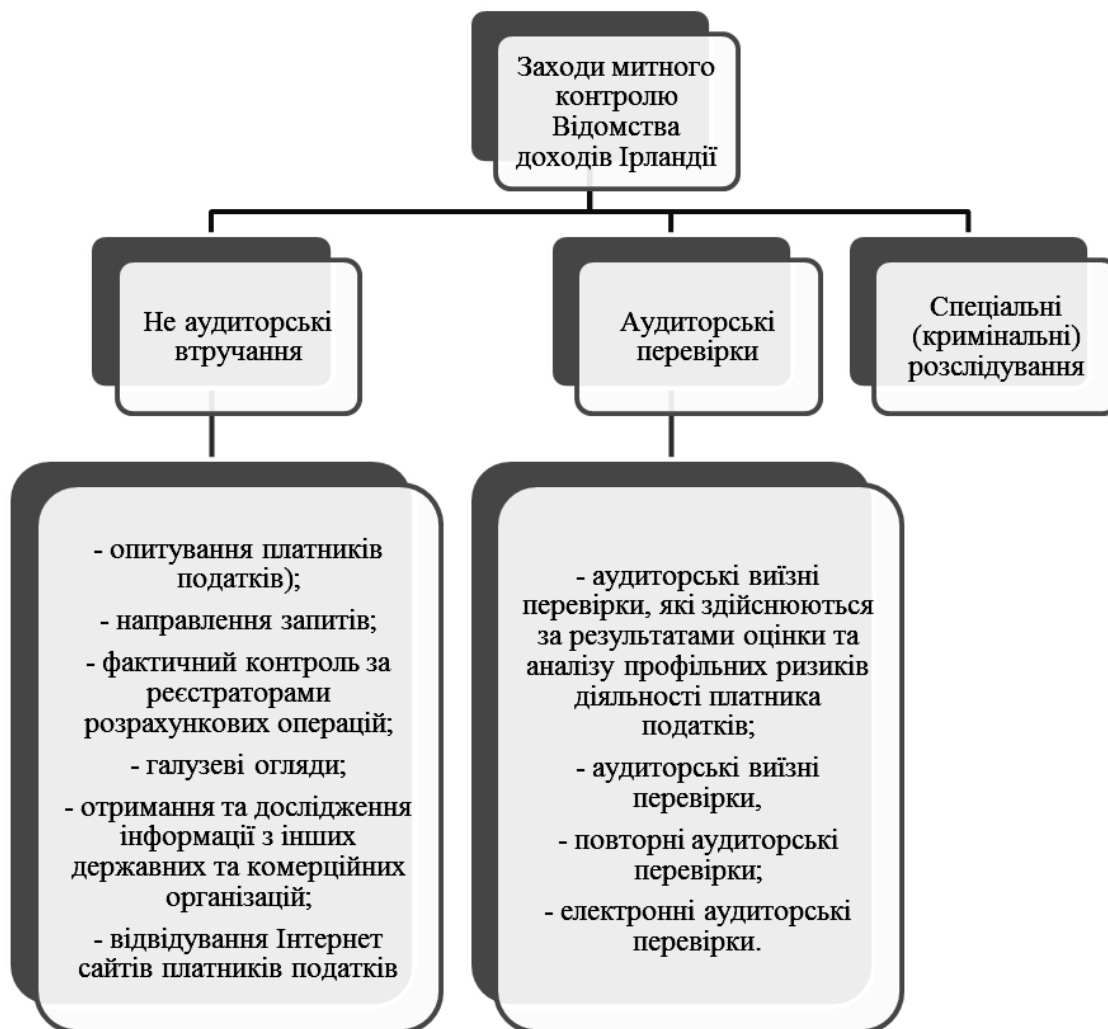 Заходи митного
контролю
Відомства
доходів Ірландії
Не аудиторські
втручання
Аудиторські
перевірки
Спеціальні
(кримінальні)
розслідування
- опитування платників
податків);
- направлення запитів;
- фактичний контроль за
реєстраторами
розрахункових операцій;
- галузеві огляди;
- отримання та дослідження
інформації з інших
державних та комерційних
організацій;
- відвідування Інтернет
сайтів платників податків
- аудиторські виїзні
перевірки, які здійснюються
за результатами оцінки та
аналізу профільних ризиків
діяльності платника
податків;
- аудиторські виїзні
перевірки,
- повторні аудиторські
перевірки;
- електронні аудиторські
перевірки.